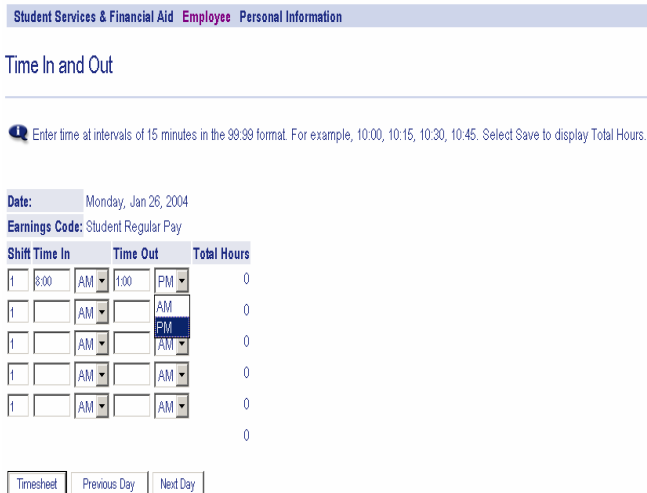 Student Services & Financial Aid Employee Personal Information
Time In and Out
Enter time at intervals of 15 minutes in the 99:99 format. For example, 10:00, 10:15, 10:30, 10:45. Select Save to display Total Hours.
Date: Monday, Jan 26, 2004
Earnings Code: Student Regular Pay
Shift Time In Time Out Total Hours
1 8:00 AM 1:00 PM 0
1 AM AM 0
PM
1 AM AM 0
1 AM AM 0
1 AM AM 0
0
Timesheet Previous Day Next Day